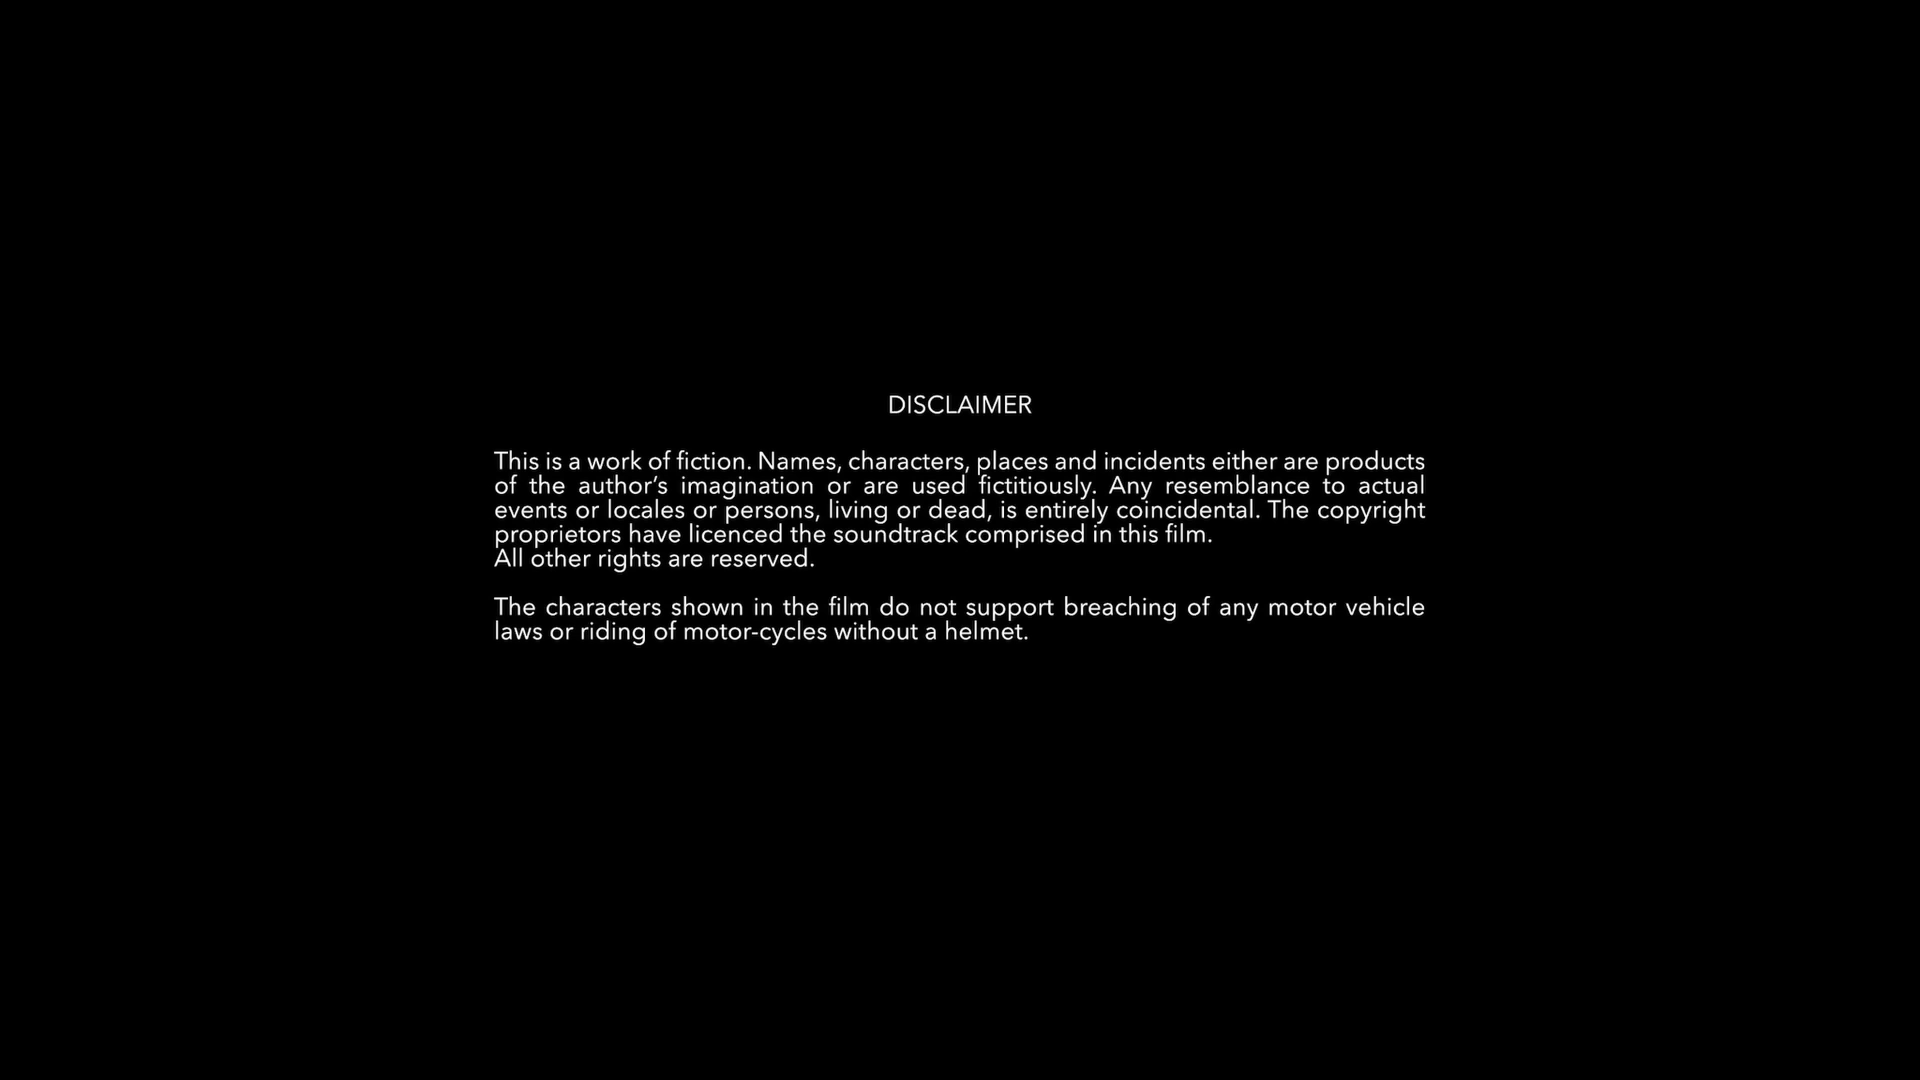 DISCLAIMER
This is a work of fiction. Names, characters, places and incidents either are products
of the author's imagination or are used fictitiously. Any resemblance to actual
events or locales or persons, living or dead, is entirely coincidental. The copyright
proprietors have licenced the soundtrack comprised in this film.
All other rights are reserved.
The characters shown in the film do not support breaching of any motor vehicle
laws or riding of motor-cycles without a helmet.